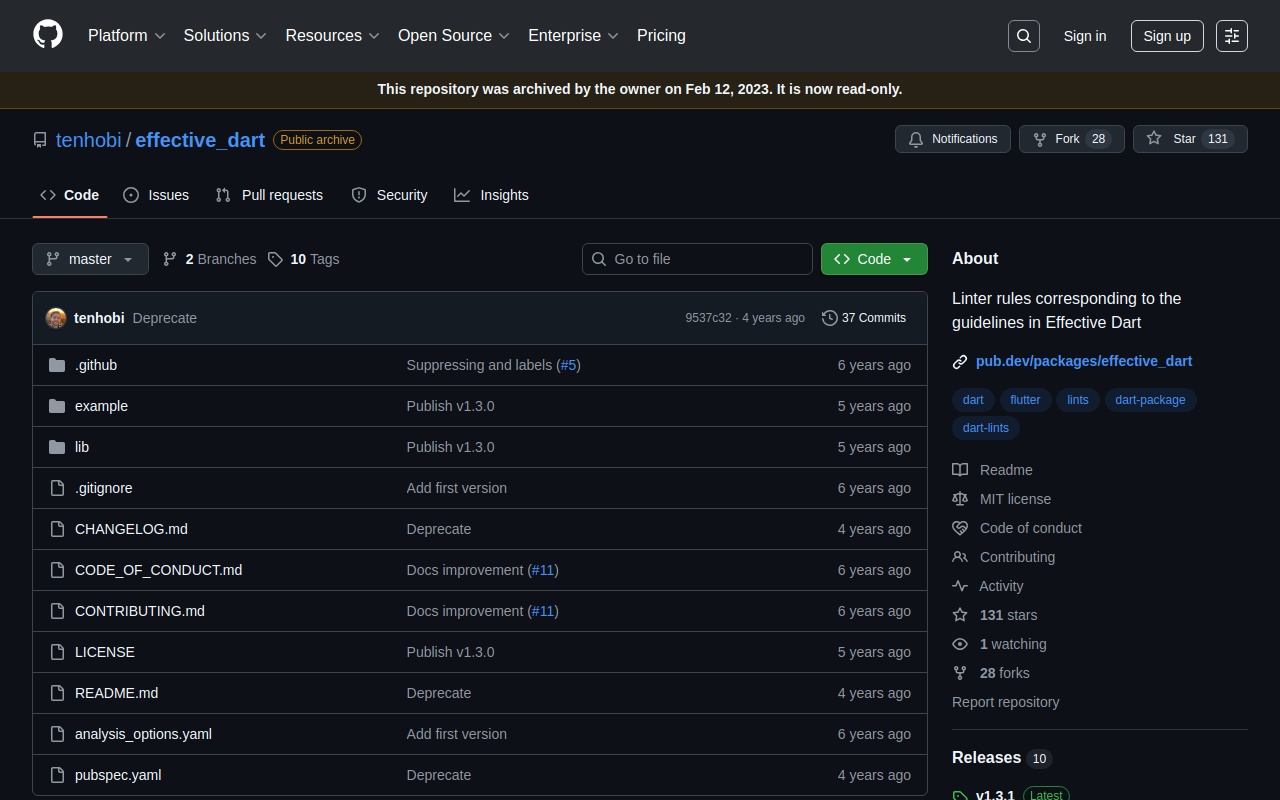 Platform Solutions Resources Open Source Enterprise Pricing Sign in Sign up
This repository was archived by the owner on Feb 12, 2023. It is now read-only.
tenhobi / effective_dart Public archive Notifications Fork 28 Star 131
Code Issues Pull requests Security Insights
master 2 Branches 10 Tags Go to file Code
tenhobi Deprecate 9537c32 · 4 years ago 37 Commits
.github Suppressing and labels (#5) 6 years ago
example Publish v1.3.0 5 years ago
lib Publish v1.3.0 5 years ago
.gitignore Add first version 6 years ago
CHANGELOG.md Deprecate 4 years ago
CODE_OF_CONDUCT.md Docs improvement (#11) 6 years ago
CONTRIBUTING.md Docs improvement (#11) 6 years ago
LICENSE Publish v1.3.0 5 years ago
README.md Deprecate 4 years ago
analysis_options.yaml Add first version 6 years ago
pubspec.yaml Deprecate 4 years ago
About
Linter rules corresponding to the
guidelines in Effective Dart
pub.dev/packages/effective_dart
dart flutter lints dart-package
dart-lints
Readme
MIT license
Code of conduct
Contributing
Activity
131 stars
1 watching
28 forks
Report repository
Releases 10
v1.3.1 Latest